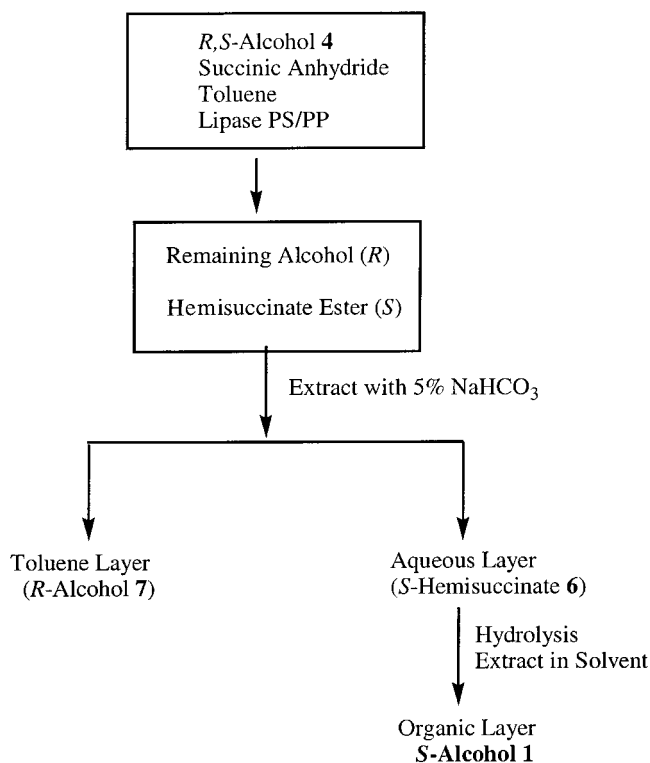 R,S-Alcohol 4
Succinic Anhydride
Toluene
Lipase PS/PP
Remaining Alcohol (R)
Hemisuccinate Ester (S)
Extract with 5% NaHCO3
Toluene Layer
(R-Alcohol 7)
Aqueous Layer
(S-Hemisuccinate 6)
Hydrolysis
Extract in Solvent
Organic Layer
S-Alcohol 1